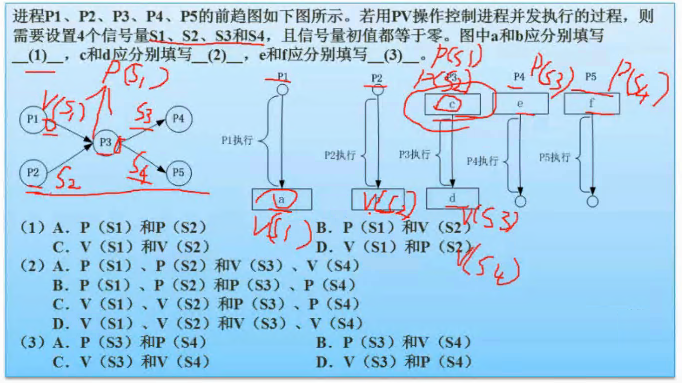 进程P1、P2、P3、P4、P5的前趋图如下图所示。若用PV操作控制进程并发执行的过程，则
需要设置4个信号量S1、S2、S3和S4，且信号量初值都等于零。图中a和b应分别填写
__(1)__，c和d应分别填写__(2)__，e和f应分别填写__(3)__。
P(S1)
P(S1) P1 P2 P(S2) P3 P4 P(S3) P5 P(S4)
V(S1) c e f
P1 S3 P4
P3 P1执行 P2执行 P3执行 P4执行 P5执行
P2 S2 S4 P5
a V(S2) d
V(S1) V(S3)
V(S4)
（1）A．P（S1）和P（S2） B．P（S1）和V（S2）
C．V（S1）和V（S2） D．V（S1）和P（S2）
（2）A．P（S1）、P（S2）和V（S3）、V（S4）
B．P（S1）、P（S2）和P（S3）、P（S4）
C．V（S1）、V（S2）和P（S3）、P（S4）
D．V（S1）、V（S2）和V（S3）、V（S4）
（3）A．P（S3）和P（S4） B．P（S3）和V（S4）
C．V（S3）和V（S4） D．V（S3）和P（S4）